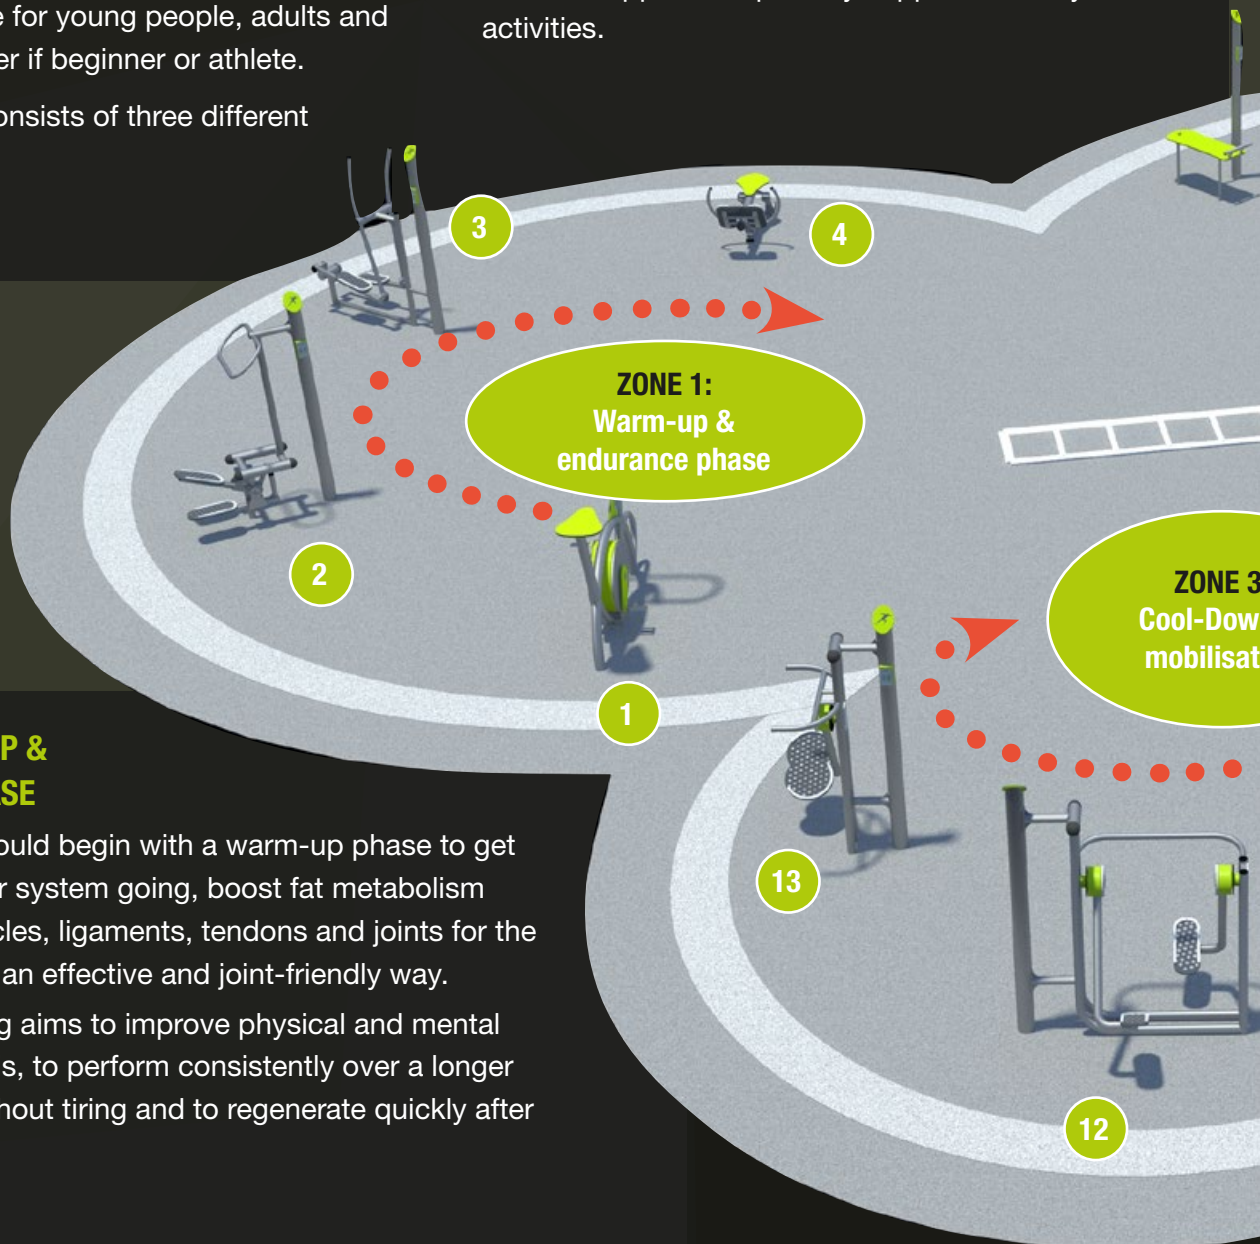 e for young people, adults and
er if beginner or athlete.
onsists of three different
activities.
3
4
ZONE 1:
Warm-up &
endurance phase
2
1
ZONE 3
Cool-Dow
mobilisat
13
12
P &
SE
ould begin with a warm-up phase to get
r system going, boost fat metabolism
cles, ligaments, tendons and joints for the
an effective and joint-friendly way.
g aims to improve physical and mental
s, to perform consistently over a longer
hout tiring and to regenerate quickly after